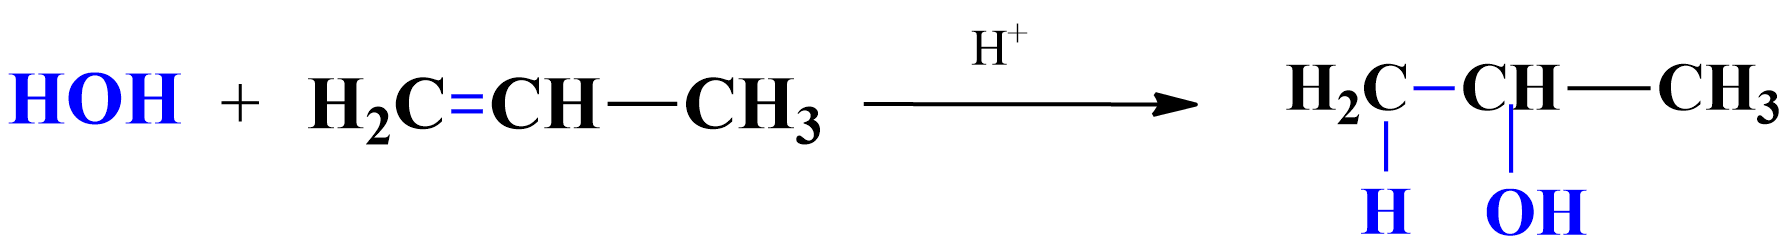 H⁺
HOH + H₂C=CH—CH₃ → H₂C—CH—CH₃
H OH